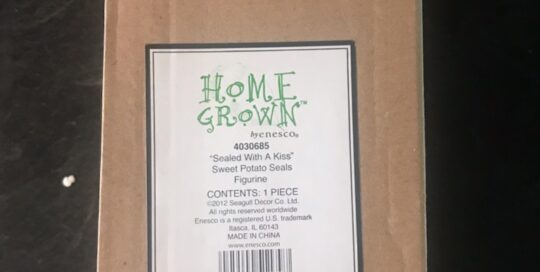 HOME
GROWN™
by enesco®
4030685
"Sealed With A Kiss"
Sweet Potato Seals
Figurine
CONTENTS: 1 PIECE
©2012 Seagull Decor Co. Ltd.
All rights reserved worldwide
Enesco is a registered U.S. trademark
Itasca, IL 60143
MADE IN CHINA
www.enesco.com